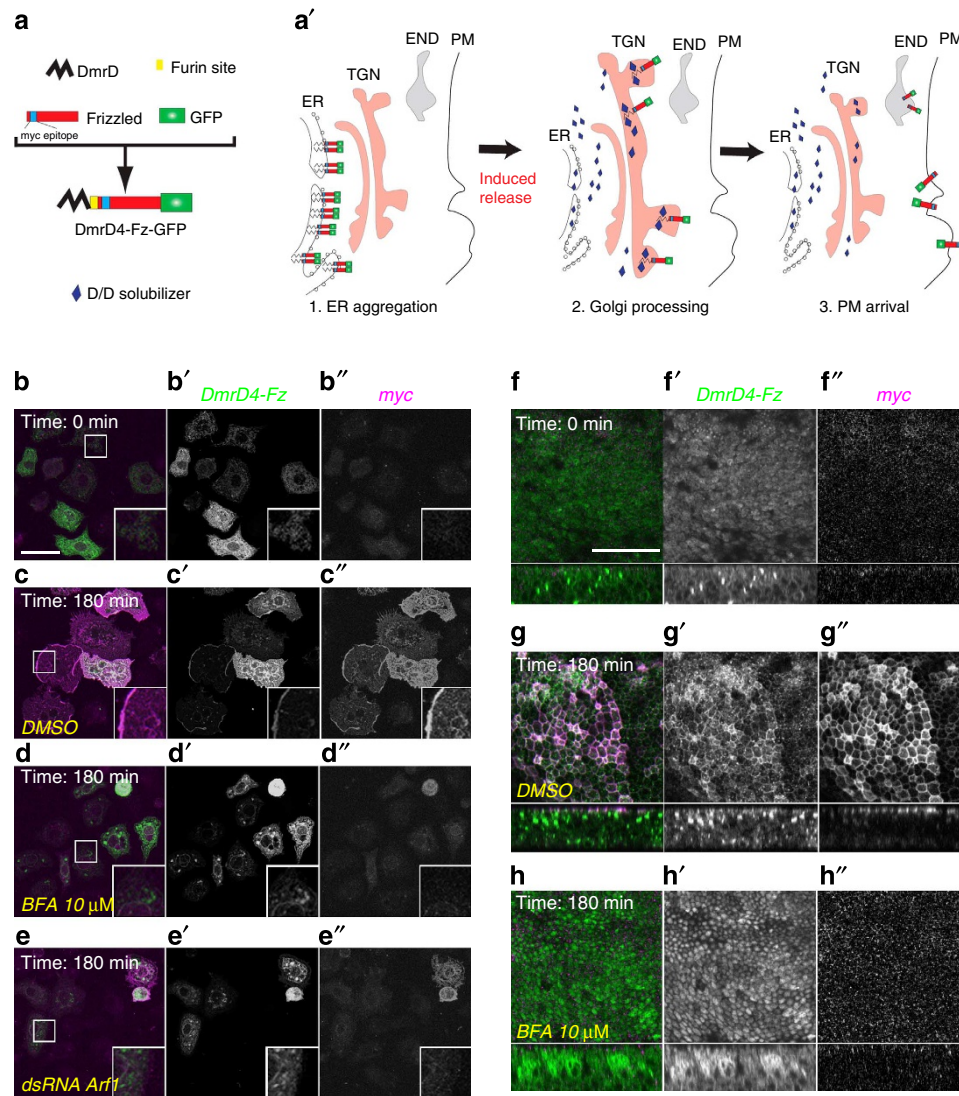 a
DmrD
Furin site
Frizzled
GFP
myc epitope
DmrD4-Fz-GFP
D/D solubilizer
a′
ER
TGN
END
PM
1. ER aggregation
Induced
release
ER
TGN
END
PM
2. Golgi processing
ER
TGN
END
PM
3. PM arrival
b
b′
DmrD4-Fz
b″
myc
Time: 0 min
c
c′
c″
Time: 180 min
DMSO
d
d′
d″
Time: 180 min
BFA 10 μM
e
e′
e″
Time: 180 min
dsRNA Arf1
f
f′
DmrD4-Fz
f″
myc
Time: 0 min
g
g′
g″
Time: 180 min
DMSO
h
h′
h″
Time: 180 min
BFA 10 μM